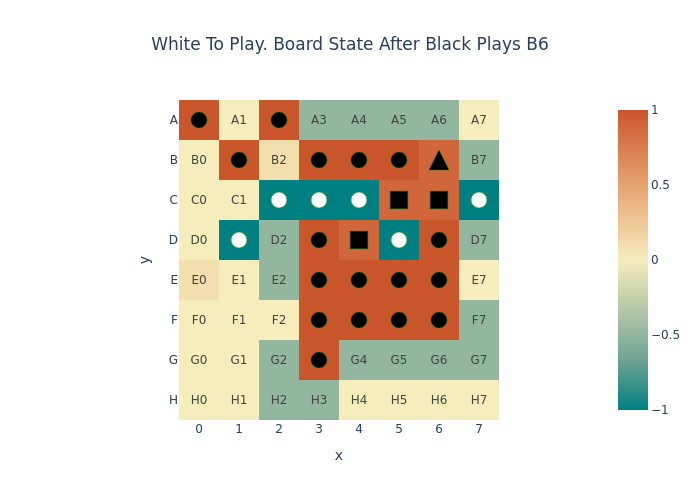 White To Play. Board State After Black Plays B6
A A1 A3 A4 A5 A6 A7
B B0 B2 B7
C C0 C1
D D0 D2 D7
E E0 E1 E2 E7
F F0 F1 F2 F7
G G0 G1 G2 G4 G5 G6 G7
H H0 H1 H2 H3 H4 H5 H6 H7
0 1 2 3 4 5 6 7
x
y
1
0.5
0
−0.5
−1